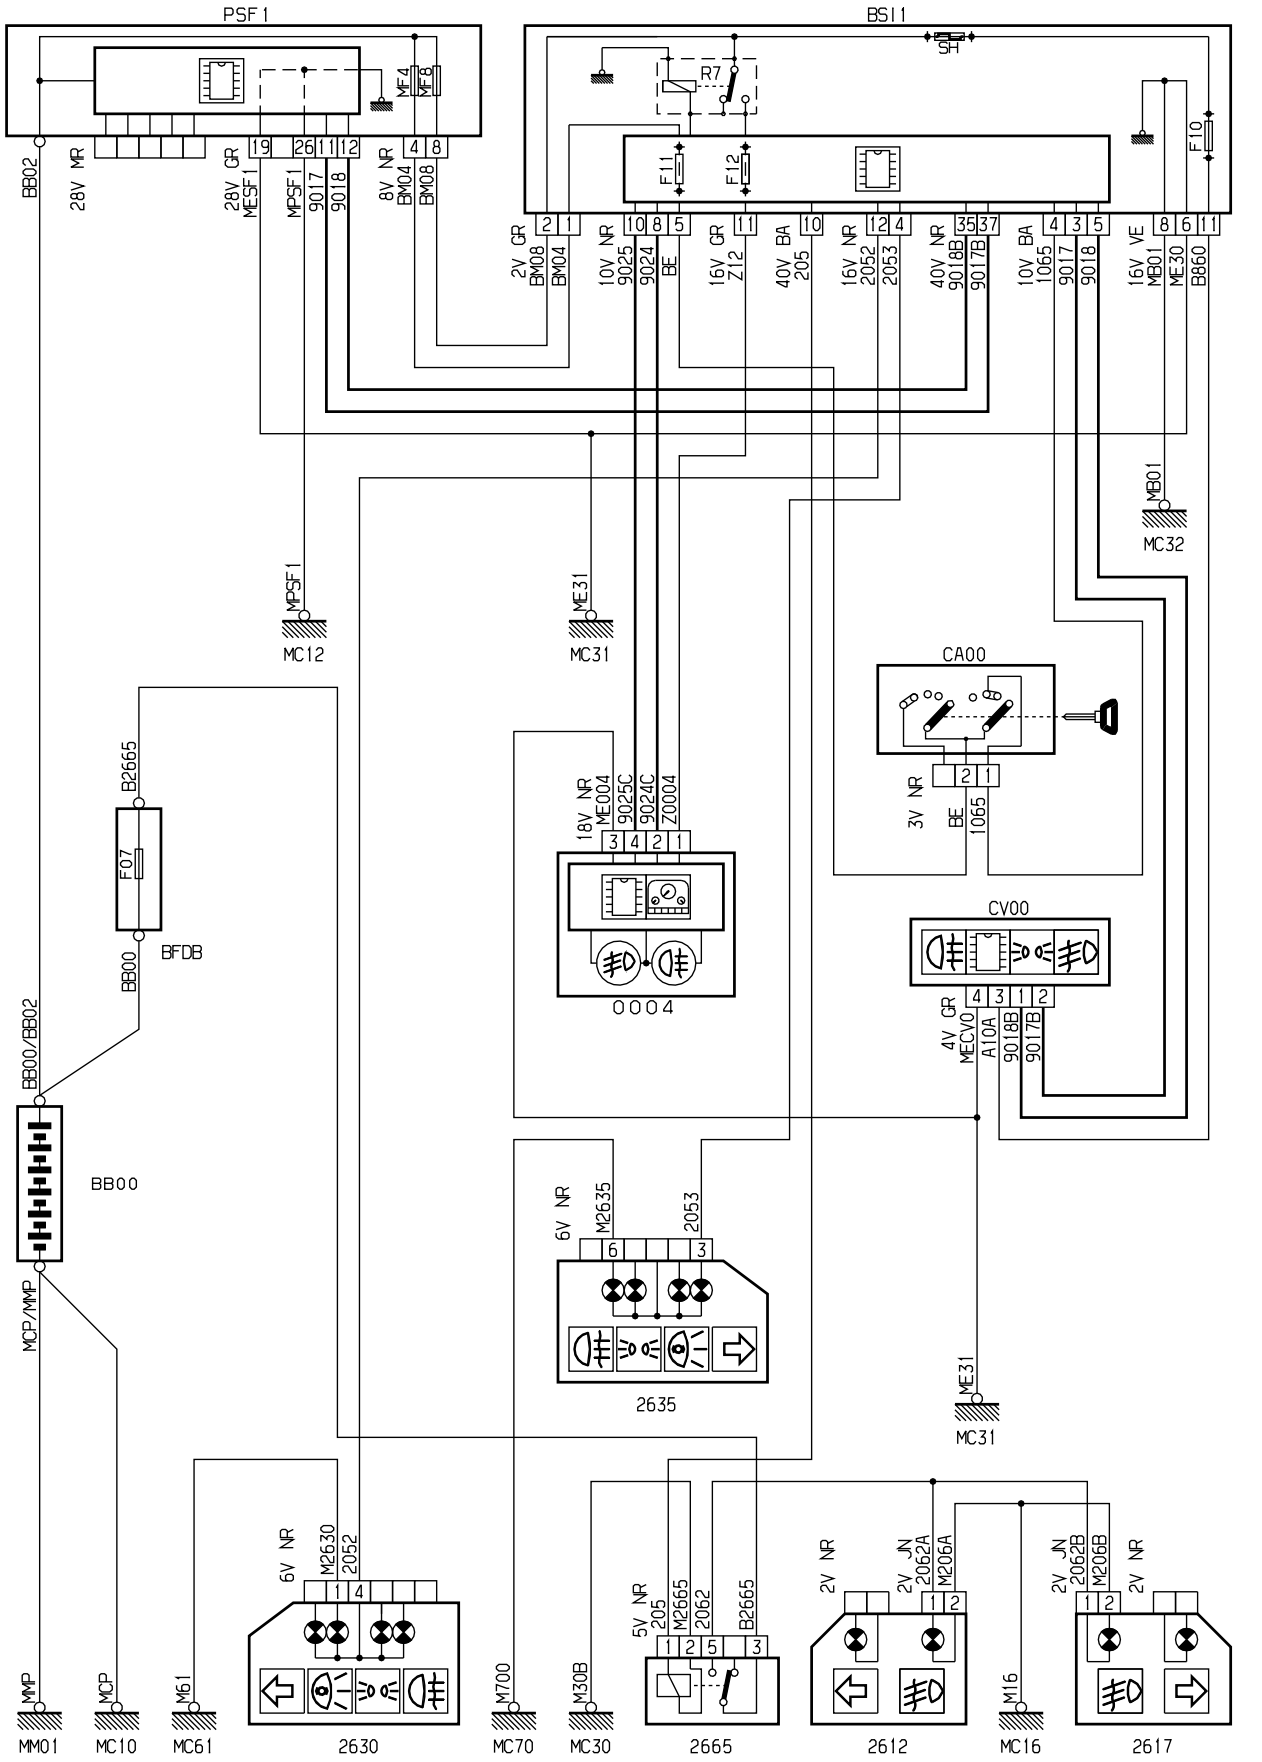 PSF1
BSI1
SH
R7
MF4
MF8
F10
F11
F12
19
26
11
12
4
8
2
1
10
8
5
11
10
12
4
35
37
4
3
5
8
6
11
BB02
28V MR
28V GR
MESF1
MPSF1
9017
9018
8V NR
BM04
BM08
2V GR
BM08
BM04
10V NR
9025
9024
BE
16V GR
Z12
40V BA
205
16V NR
2052
2053
40V NR
9018B
9017B
10V BA
1065
9017
9018
16V VE
MB01
ME30
B860
MB01
MC32
MPSF1
MC12
ME31
MC31
CA00
2
1
3V NR
BE
1065
B2665
F07
BFDB
BB00
18V NR
ME004
9025C
9024C
Z0004
3
4
2
1
0004
CV00
4
3
1
2
4V GR
MECV0
A10A
9018B
9017B
BB00/BB02
BB00
MCP/MMP
6V NR
M2635
2053
6
3
2635
ME31
MC31
6V NR
M2630
2052
1
4
2630
5V NR
205
M2665
2062
B2665
1
2
5
3
2665
2V NR
2V JN
2062A
M206A
1
2
2612
2V JN
2062B
M206B
2V NR
1
2
2617
MMP
MM01
MCP
MC10
M61
MC61
M700
MC70
M30B
MC30
M16
MC16